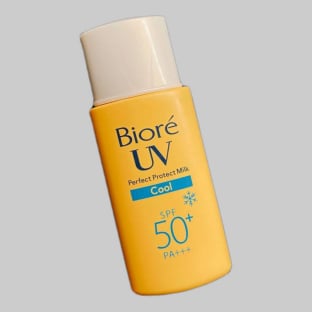 Bioré
UV
Perfect Protect Milk
Cool
SPF
50+
PA+++